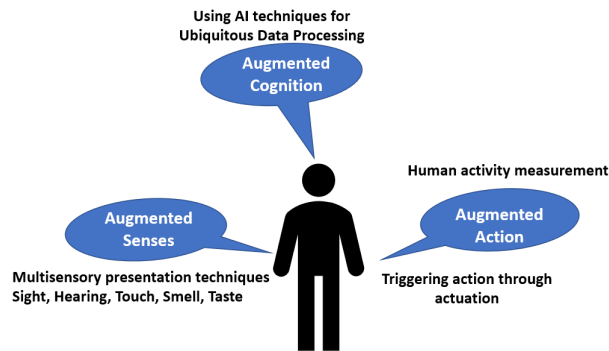 Using AI techniques for
Ubiquitous Data Processing
Augmented
Cognition
Human activity measurement
Augmented
Senses
Augmented
Action
Multisensory presentation techniques
Sight, Hearing, Touch, Smell, Taste
Triggering action through
actuation